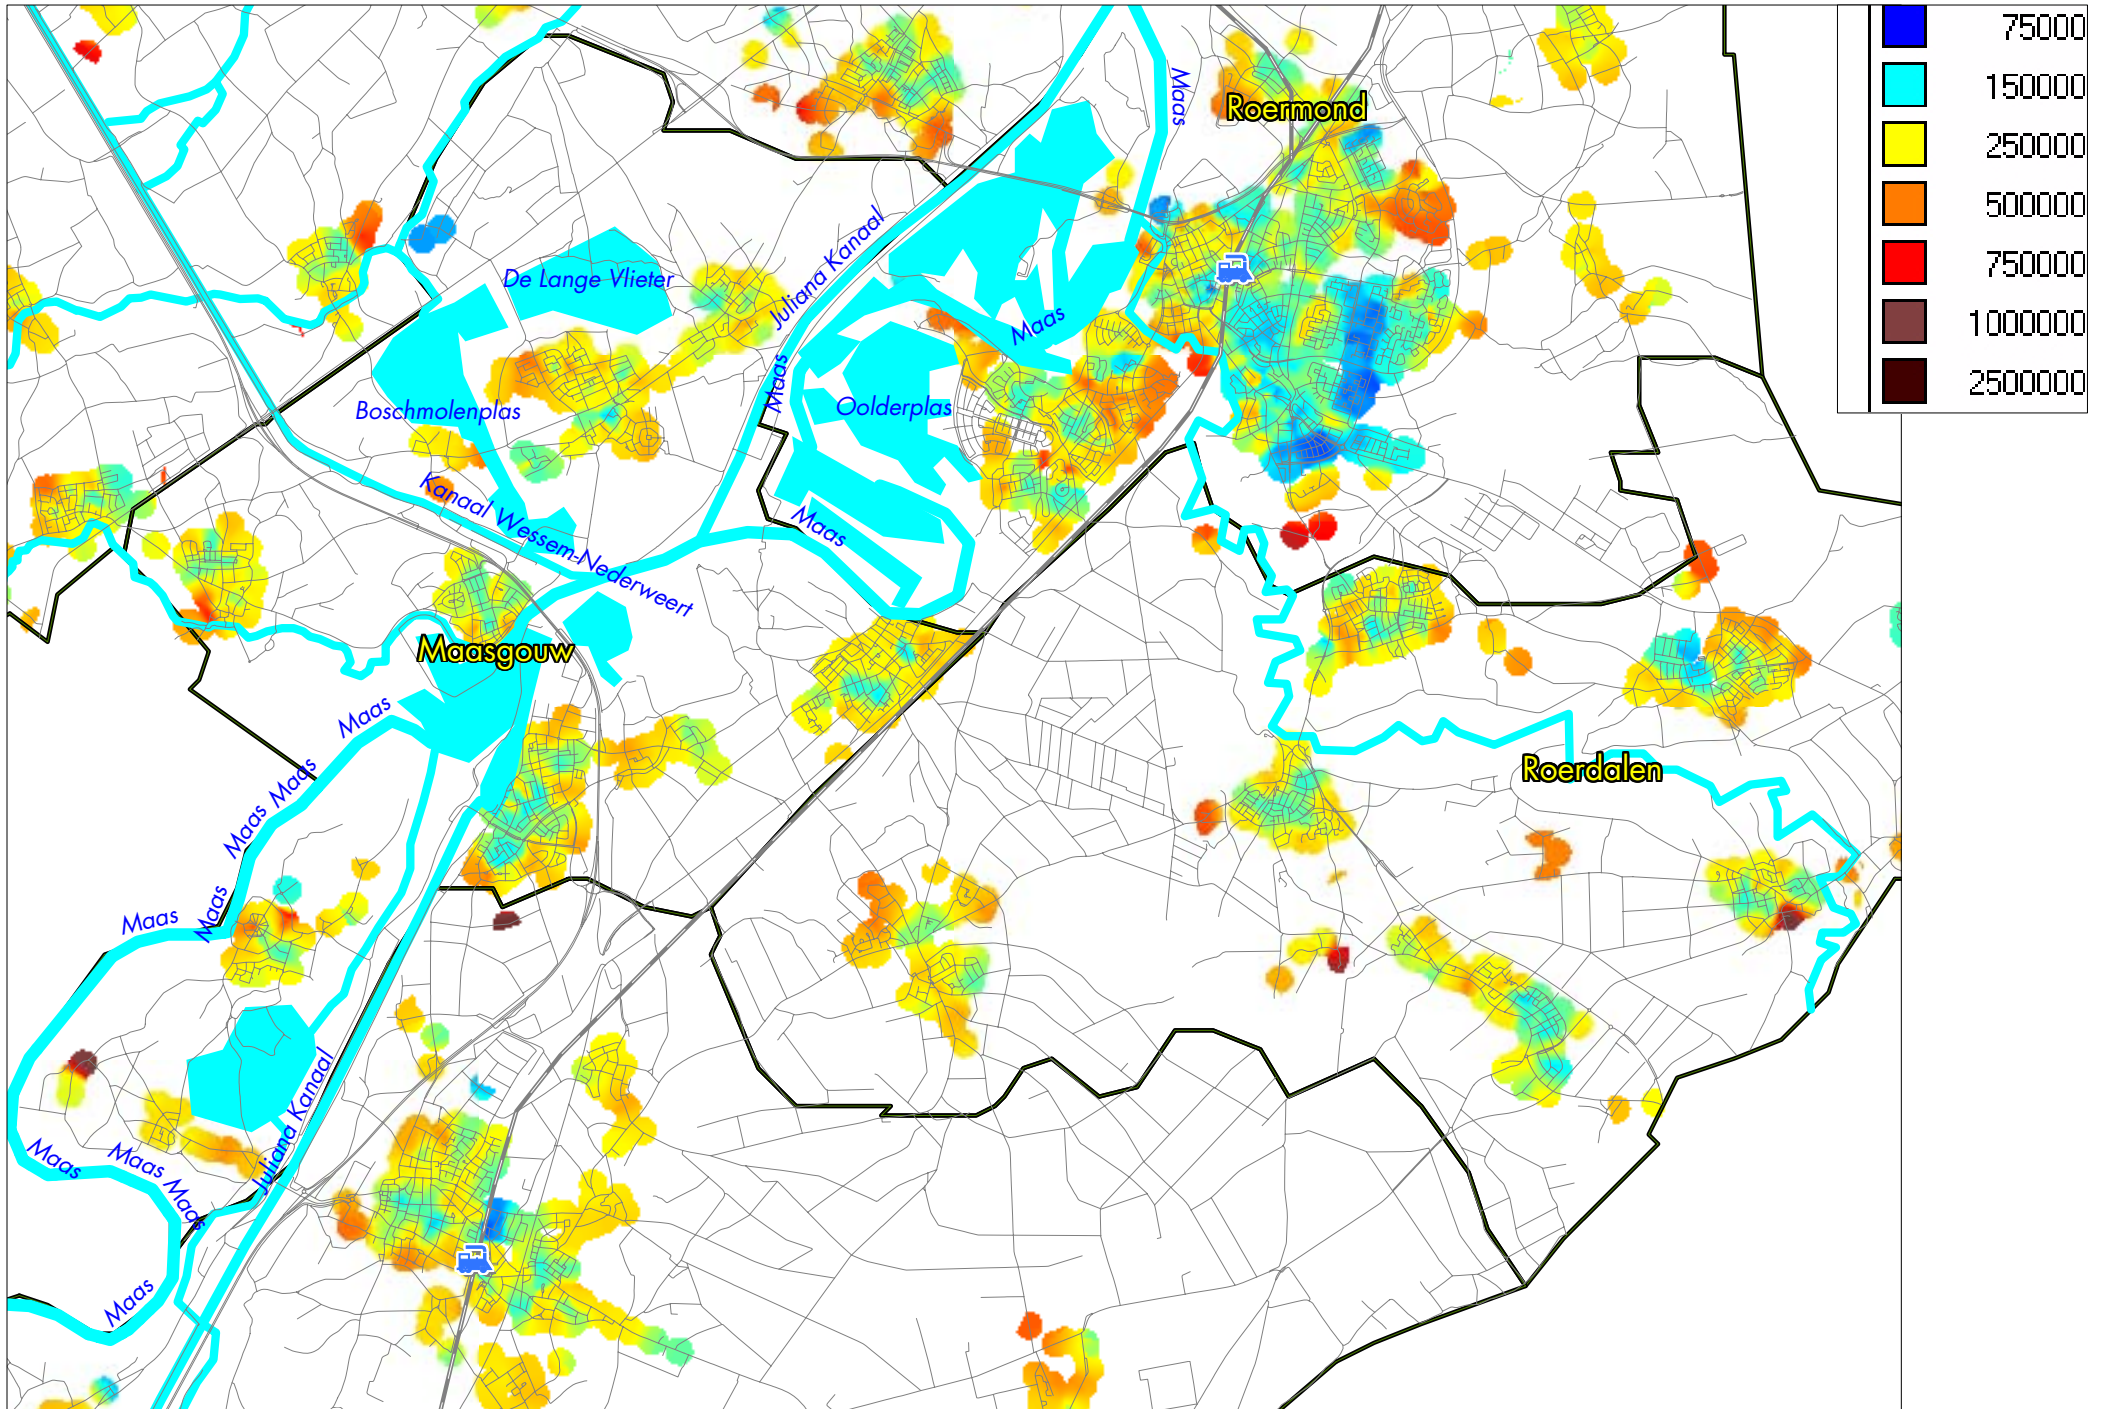 75000
150000
250000
500000
750000
1000000
2500000
Maas
Roermond
De Lange Vlieter
Juliana Kanaal
Maas
Maas
Boschmolenplas
Oolderplas
Kanaal Wessem-Nederweert
Maas
Maasgouw
Maas
Roerdalen
Maas
Maas
Maas
Maas
Juliana Kanaal
Maas
Maas
Maas
Maas